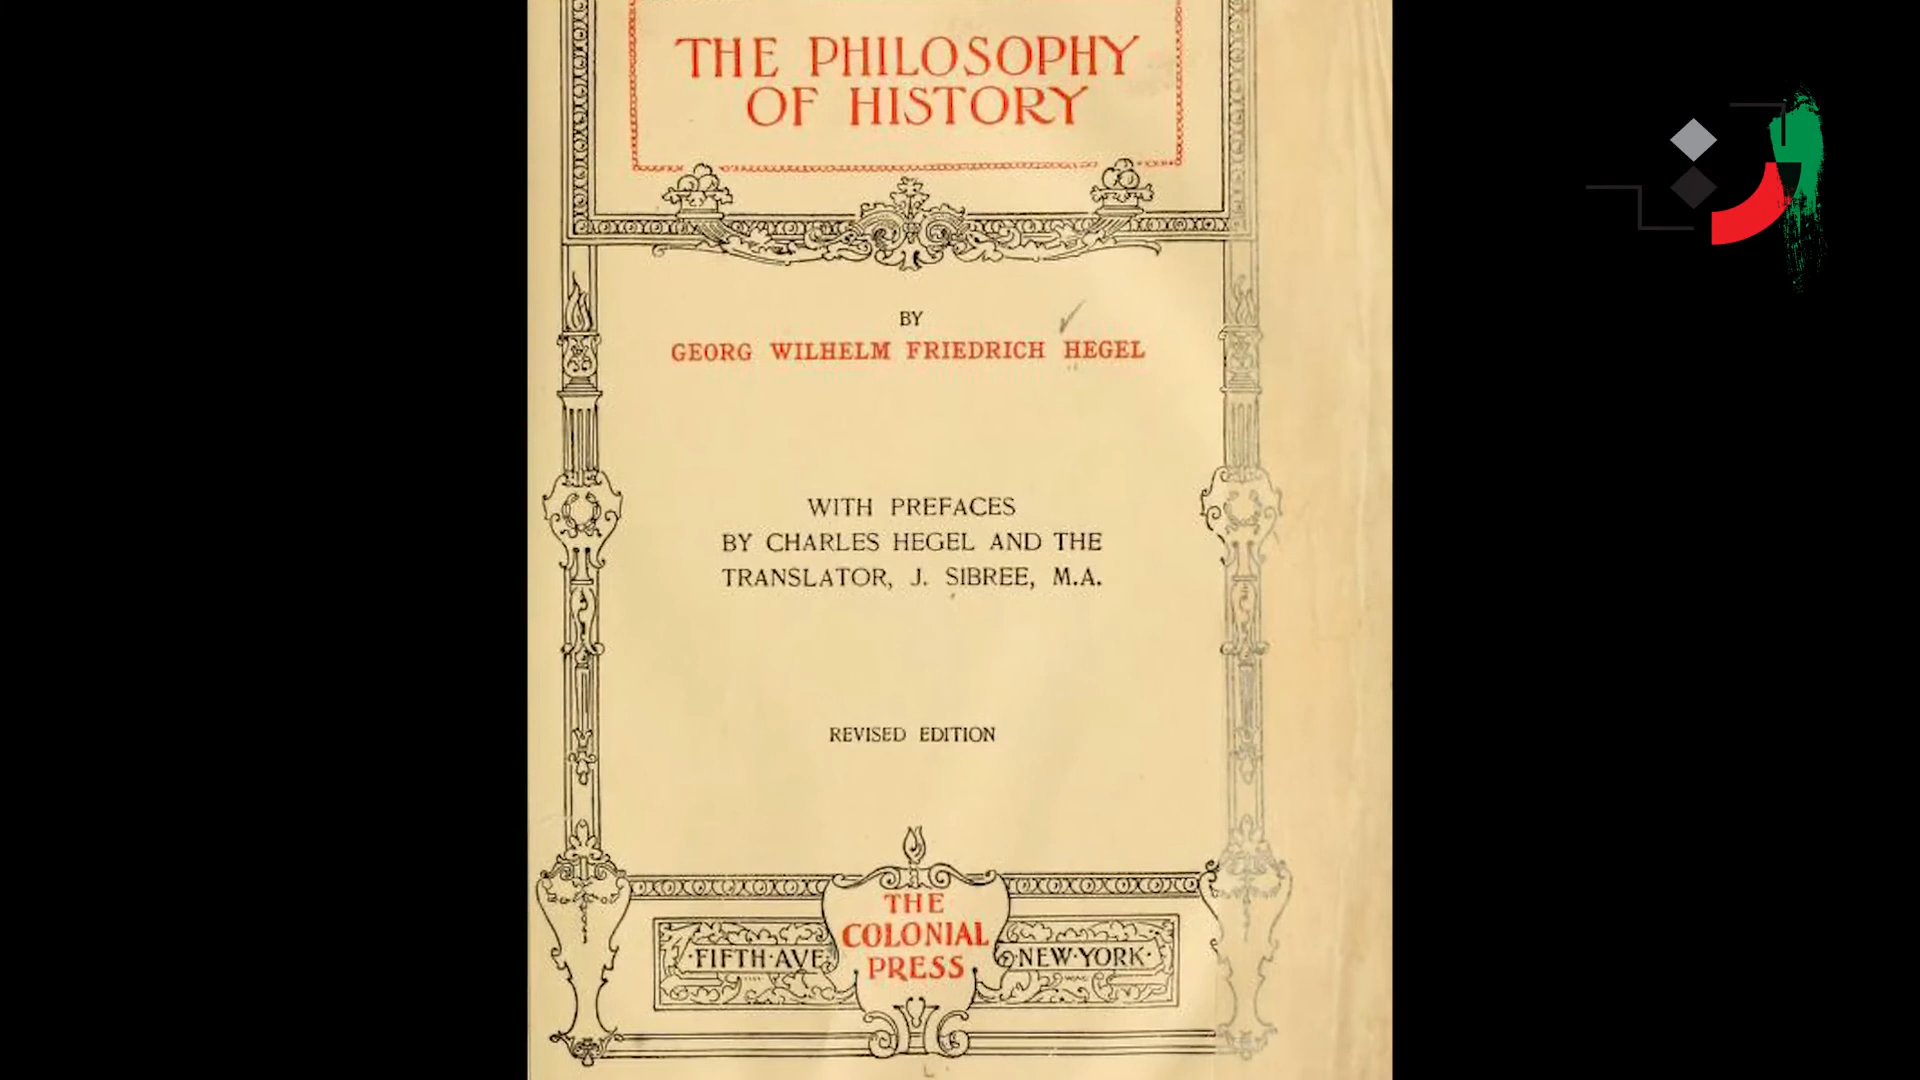 THE PHILOSOPHY
OF HISTORY
BY
GEORG WILHELM FRIEDRICH HEGEL
WITH PREFACES
BY CHARLES HEGEL AND THE
TRANSLATOR, J. SIBREE, M.A.
REVISED EDITION
THE
COLONIAL
PRESS
·FIFTH·AVE·
·NEW·YORK·